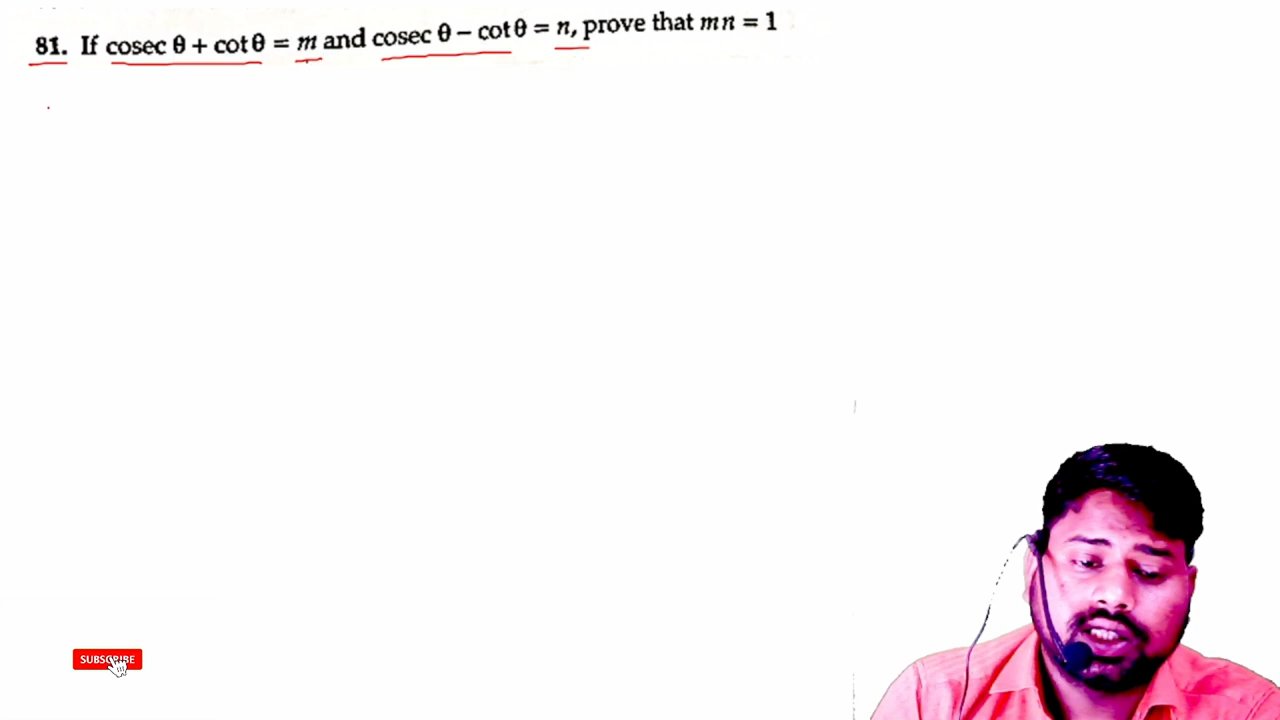 81. If cosec θ + cot θ = m and cosec θ − cot θ = n, prove that mn = 1
SUBSCRIBE